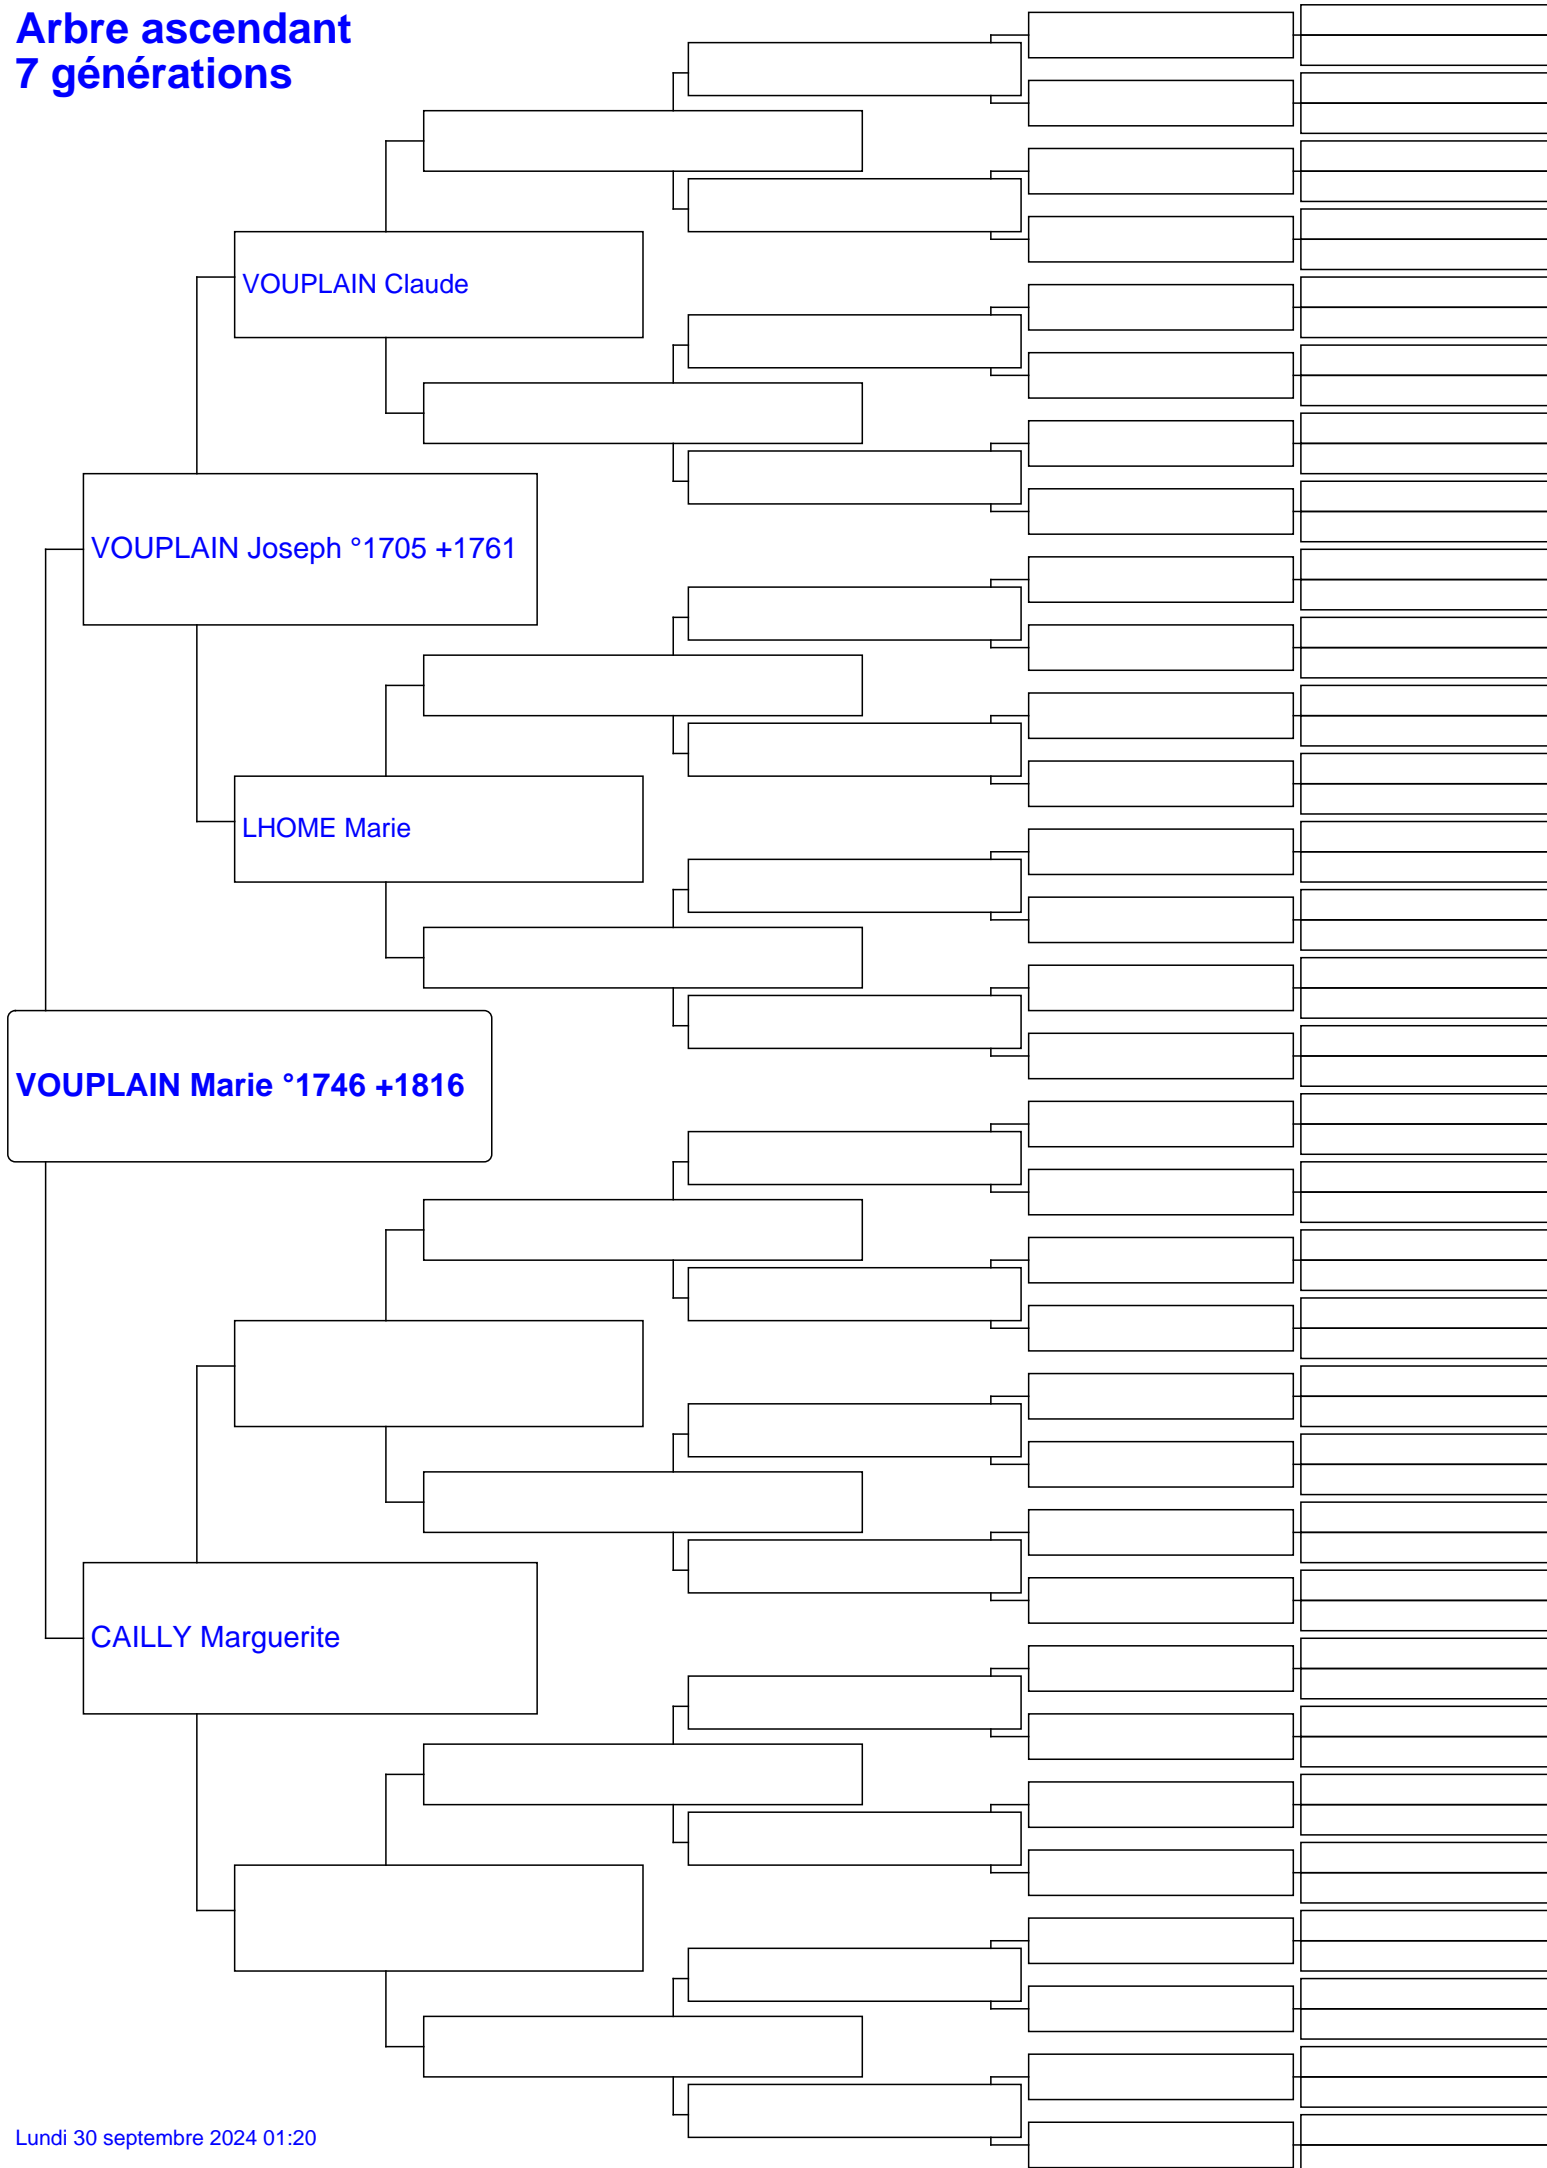 Arbre ascendant
7 générations
VOUPLAIN Claude
VOUPLAIN Joseph °1705 +1761
LHOME Marie
VOUPLAIN Marie °1746 +1816
CAILLY Marguerite
Lundi 30 septembre 2024 01:20